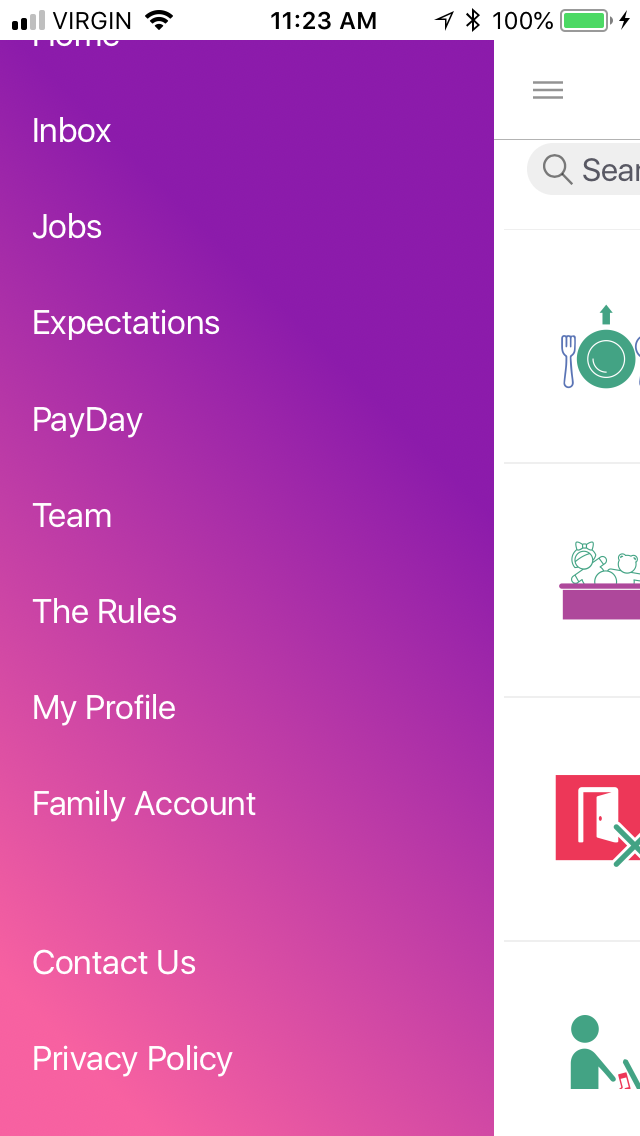 VIRGIN 11:23 AM 100%
Home
Inbox
Jobs
Expectations
PayDay
Team
The Rules
My Profile
Family Account
Contact Us
Privacy Policy